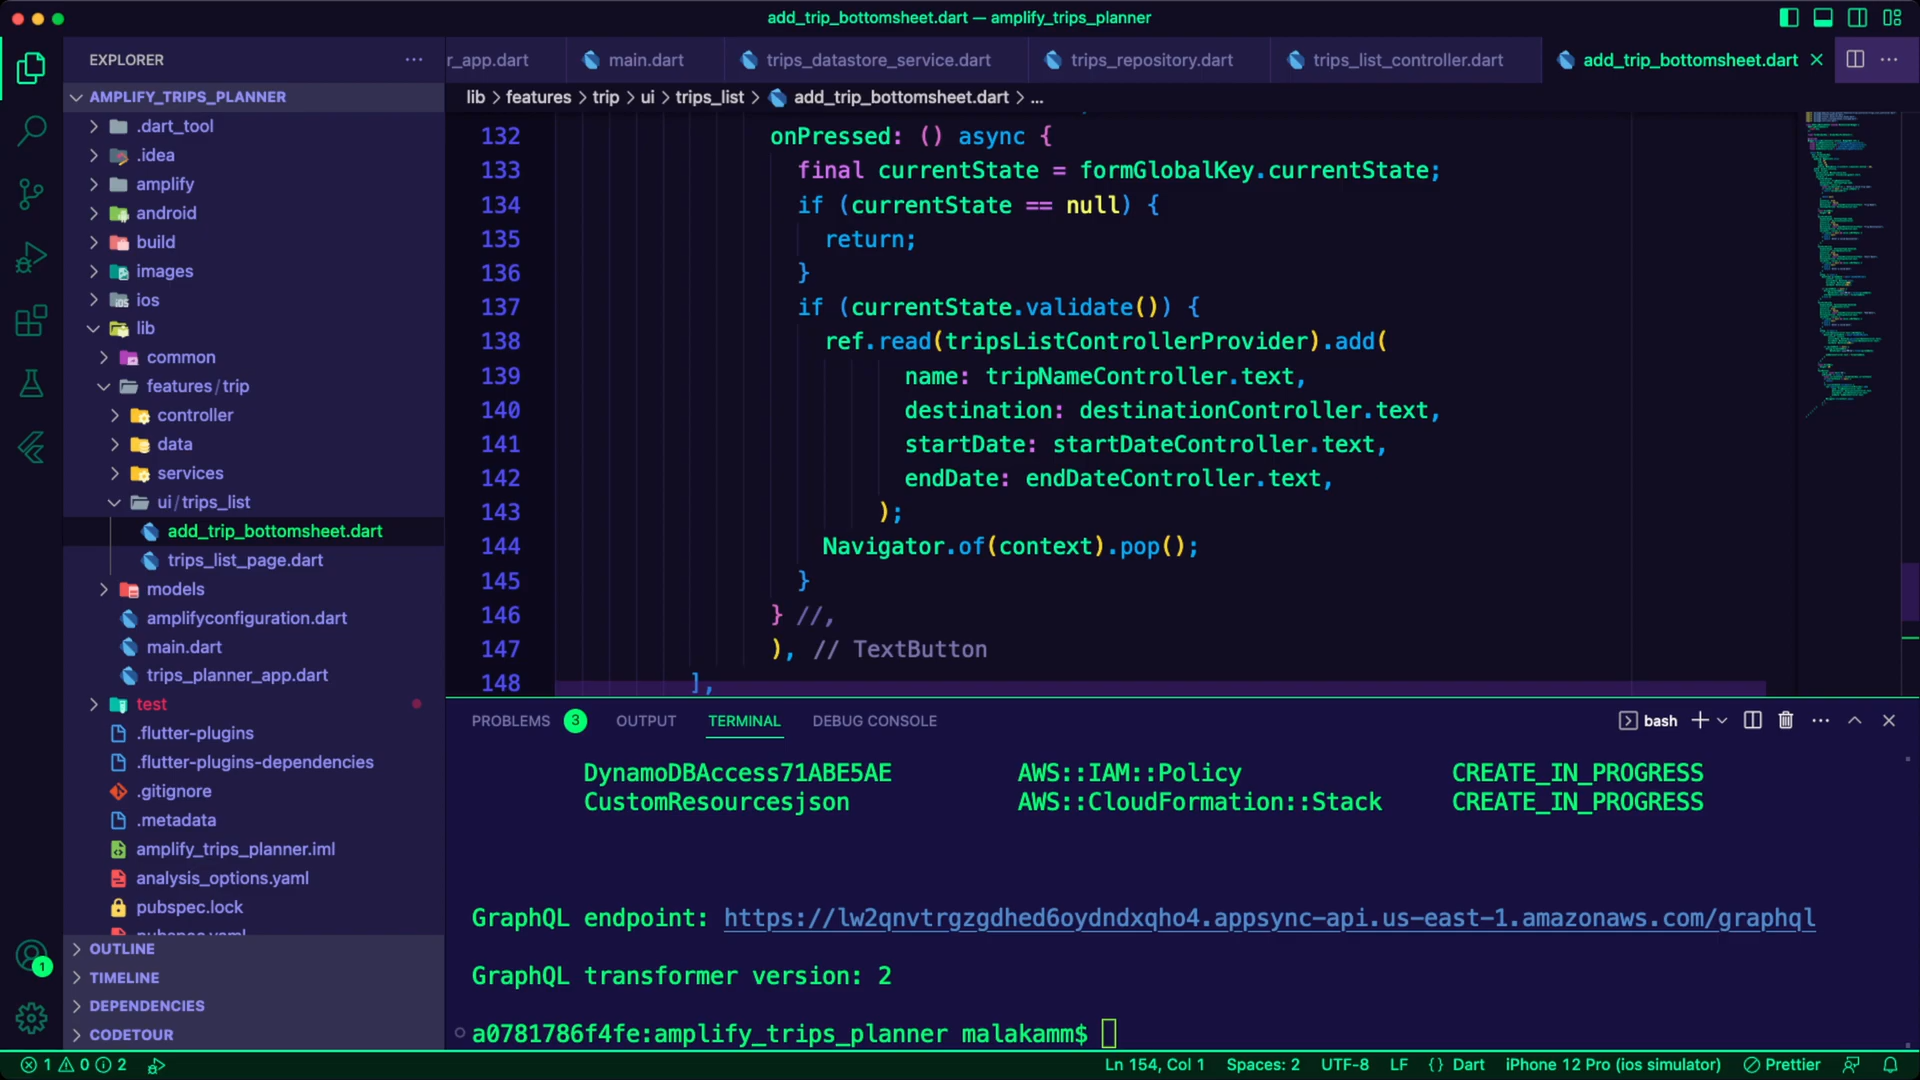 add_trip_bottomsheet.dart — amplify_trips_planner
EXPLORER
r_app.dart
main.dart
trips_datastore_service.dart
trips_repository.dart
trips_list_controller.dart
add_trip_bottomsheet.dart
AMPLIFY_TRIPS_PLANNER
.dart_tool
.idea
amplify
android
build
images
ios
lib
common
features/trip
controller
data
services
ui/trips_list
add_trip_bottomsheet.dart
trips_list_page.dart
models
amplifyconfiguration.dart
main.dart
trips_planner_app.dart
test
.flutter-plugins
.flutter-plugins-dependencies
.gitignore
.metadata
amplify_trips_planner.iml
analysis_options.yaml
pubspec.lock
pubspec.yaml
OUTLINE
TIMELINE
DEPENDENCIES
CODETOUR
lib > features > trip > ui > trips_list > add_trip_bottomsheet.dart > ...
132 onPressed: () async {
133 final currentState = formGlobalKey.currentState;
134 if (currentState == null) {
135 return;
136 }
137 if (currentState.validate()) {
138 ref.read(tripsListControllerProvider).add(
139 name: tripNameController.text,
140 destination: destinationController.text,
141 startDate: startDateController.text,
142 endDate: endDateController.text,
143 );
144 Navigator.of(context).pop();
145 }
146 } //,
147 ), // TextButton
148 ],
PROBLEMS 3 OUTPUT TERMINAL DEBUG CONSOLE
bash
DynamoDBAccess71ABE5AE AWS::IAM::Policy CREATE_IN_PROGRESS
CustomResourcesjson AWS::CloudFormation::Stack CREATE_IN_PROGRESS
GraphQL endpoint: https://lw2qnvtrgzgdhed6oydndxqho4.appsync-api.us-east-1.amazonaws.com/graphql
GraphQL transformer version: 2
a0781786f4fe:amplify_trips_planner malakamm$
1
1 0 2
Ln 154, Col 1 Spaces: 2 UTF-8 LF {} Dart iPhone 12 Pro (ios simulator) Prettier